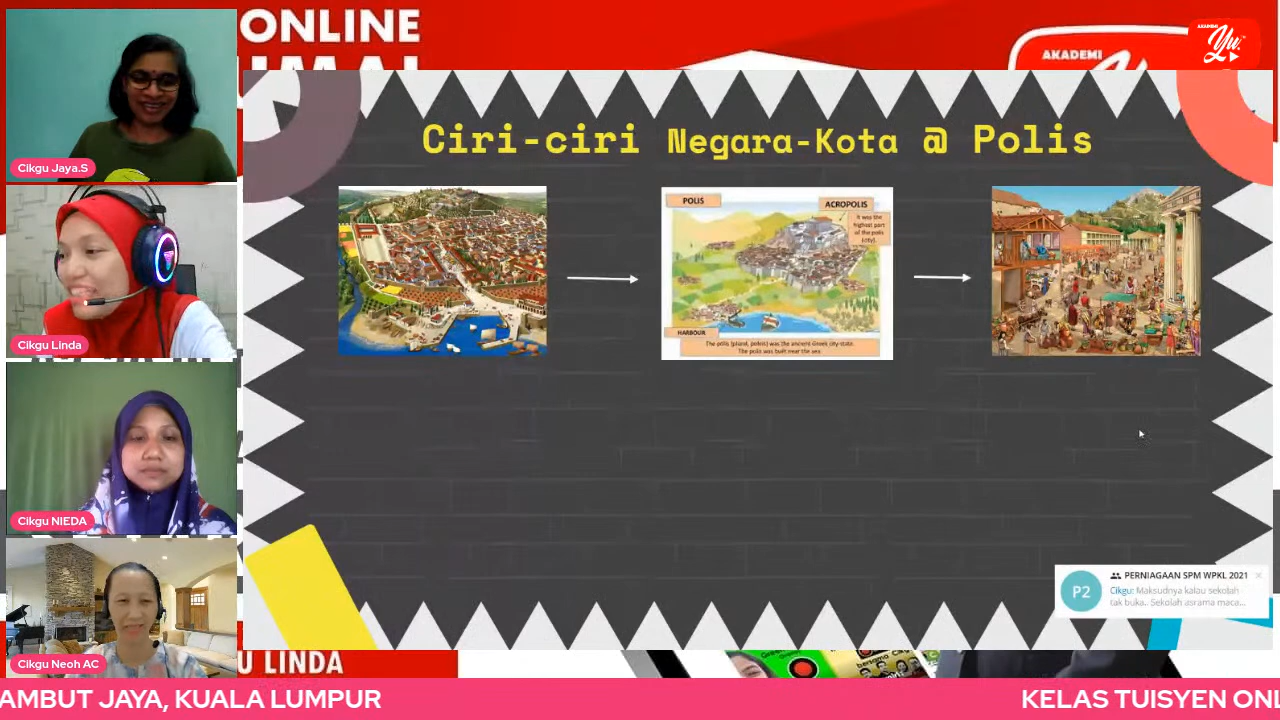 ONLINE
AKADEMI
AKADEMI
Yu.
Cikgu Jaya.S
Cikgu Linda
Cikgu NIEDA
Cikgu Neoh AC
Ciri-ciri Negara-Kota @ Polis
POLIS
ACROPOLIS
It was the
highest part
of the polis
(city).
HARBOUR
The polis (plural, poleis) was the ancient Greek city-state.
The polis was built near the sea
P2
PERNIAGAAN SPM WPKL 2021
Cikgu: Maksudnya kalau sekolah
tak buka.. Sekolah asrama maca...
U LINDA
AMBUT JAYA, KUALA LUMPUR
KELAS TUISYEN ONL